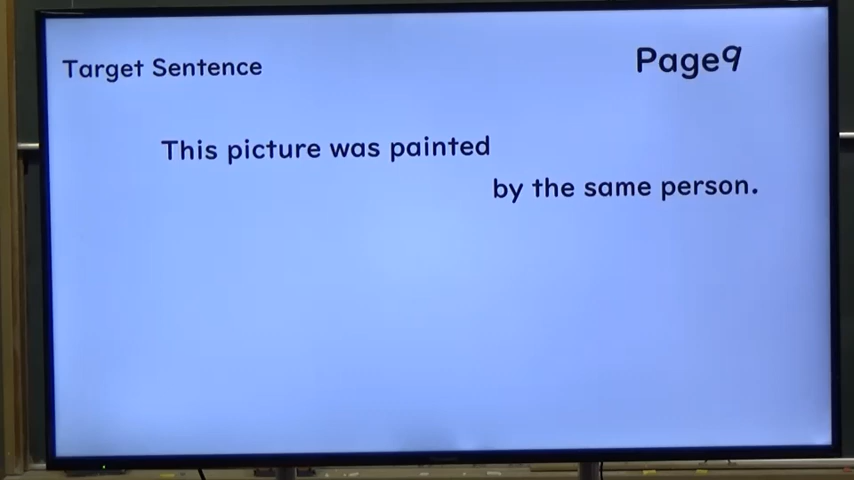 Target Sentence
Page9
This picture was painted
by the same person.